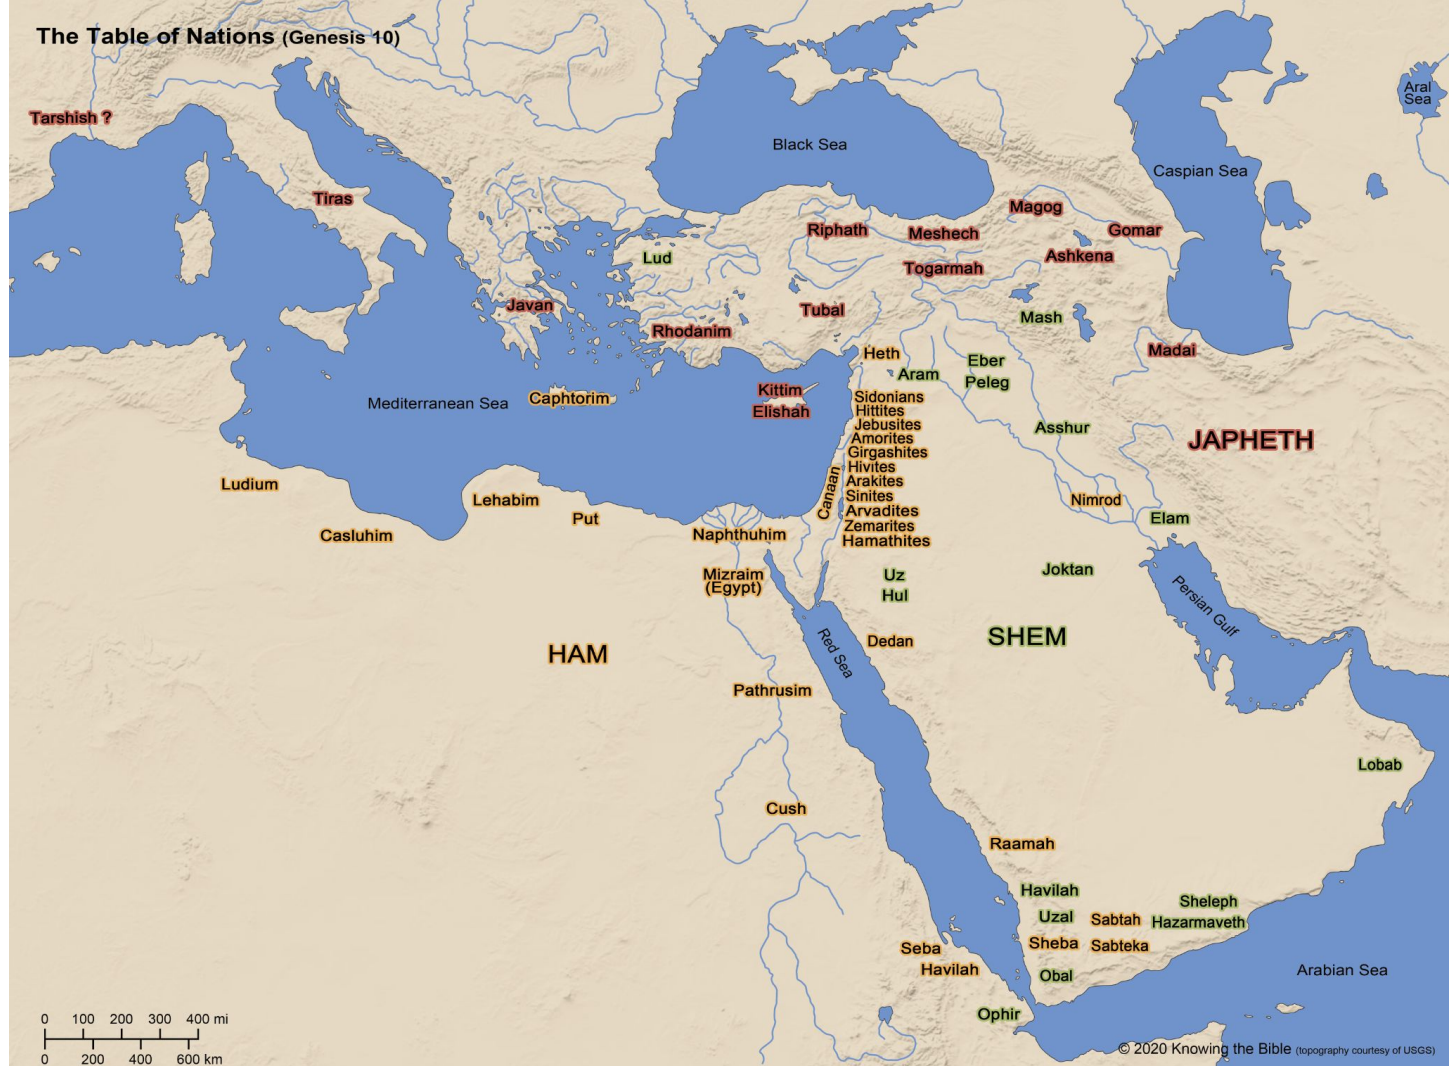 The Table of Nations (Genesis 10)
Aral
Sea
Tarshish ?
Black Sea
Caspian Sea
Tiras
Magog
Riphath
Meshech
Gomar
Lud
Ashkena
Togarmah
Javan
Tubal
Mash
Rhodanim
Madai
Heth
Eber
Aram
Peleg
Kittim
Mediterranean Sea
Caphtorim
Elishah
Sidonians
Hittites
Jebusites
Asshur
Amorites
JAPHETH
Girgashites
Hivites
Arakites
Canaan
Sinites
Ludium
Lehabim
Nimrod
Arvadites
Put
Zemarites
Elam
Casluhim
Naphthuhim
Hamathites
Mizraim
(Egypt)
Uz
Joktan
Hul
Persian Gulf
Dedan
SHEM
Red Sea
HAM
Pathrusim
Lobab
Cush
Raamah
Havilah
Sheleph
Uzal
Sabtah
Hazarmaveth
Seba
Sheba
Sabteka
Havilah
Obal
Arabian Sea
Ophir
0 100 200 300 400 mi
0 200 400 600 km
© 2020 Knowing the Bible (topography courtesy of USGS)